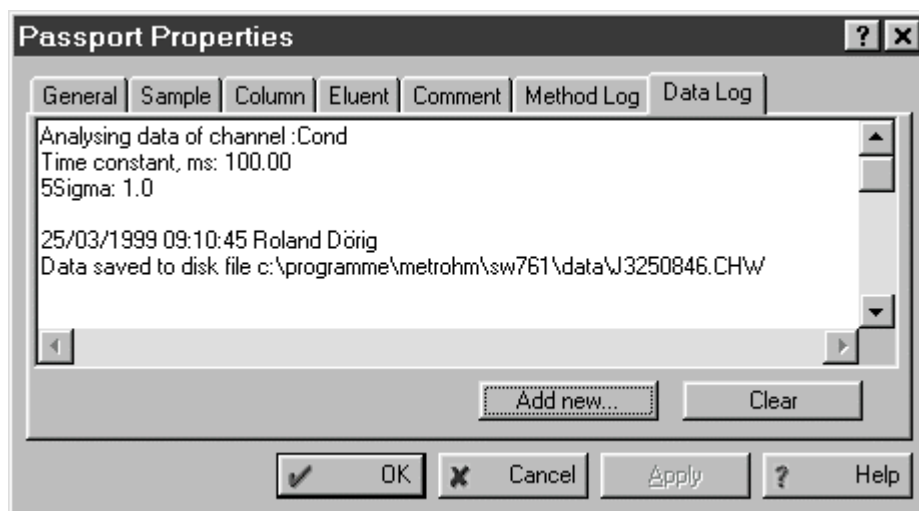 Passport Properties
? ×
General Sample Column Eluent Comment Method Log Data Log
Analysing data of channel :Cond
Time constant, ms: 100.00
5Sigma: 1.0
25/03/1999 09:10:45 Roland Dörig
Data saved to disk file c:\programme\metrohm\sw761\data\J3250846.CHW
Add new... Clear
OK Cancel Apply ? Help